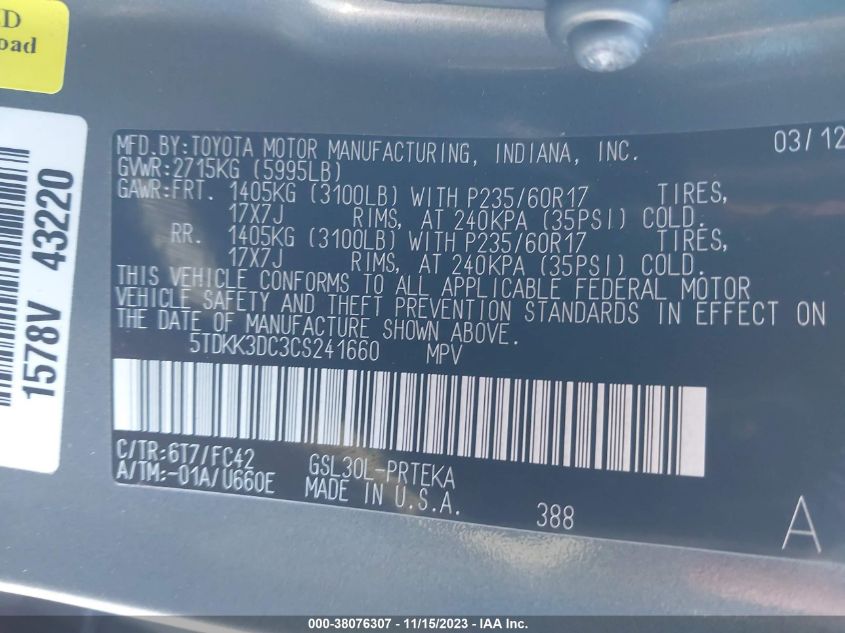 D
oad
1578V 43220
MFD.BY:TOYOTA MOTOR MANUFACTURING, INDIANA, INC. 03/12
GVWR:2715KG (5995LB)
GAWR:FRT. 1405KG (3100LB) WITH P235/60R17 TIRES,
17X7J RIMS, AT 240KPA (35PSI) COLD.
RR. 1405KG (3100LB) WITH P235/60R17 TIRES,
17X7J RIMS, AT 240KPA (35PSI) COLD.
THIS VEHICLE CONFORMS TO ALL APPLICABLE FEDERAL MOTOR
VEHICLE SAFETY AND THEFT PREVENTION STANDARDS IN EFFECT ON
THE DATE OF MANUFACTURE SHOWN ABOVE.
5TDKK3DC3CS241660 MPV
C/TR:6T7/FC42 GSL30L-PRTEKA
A/TM:-01A/U660E MADE IN U.S.A.
388
A
000-38076307 - 11/15/2023 - IAAI.com